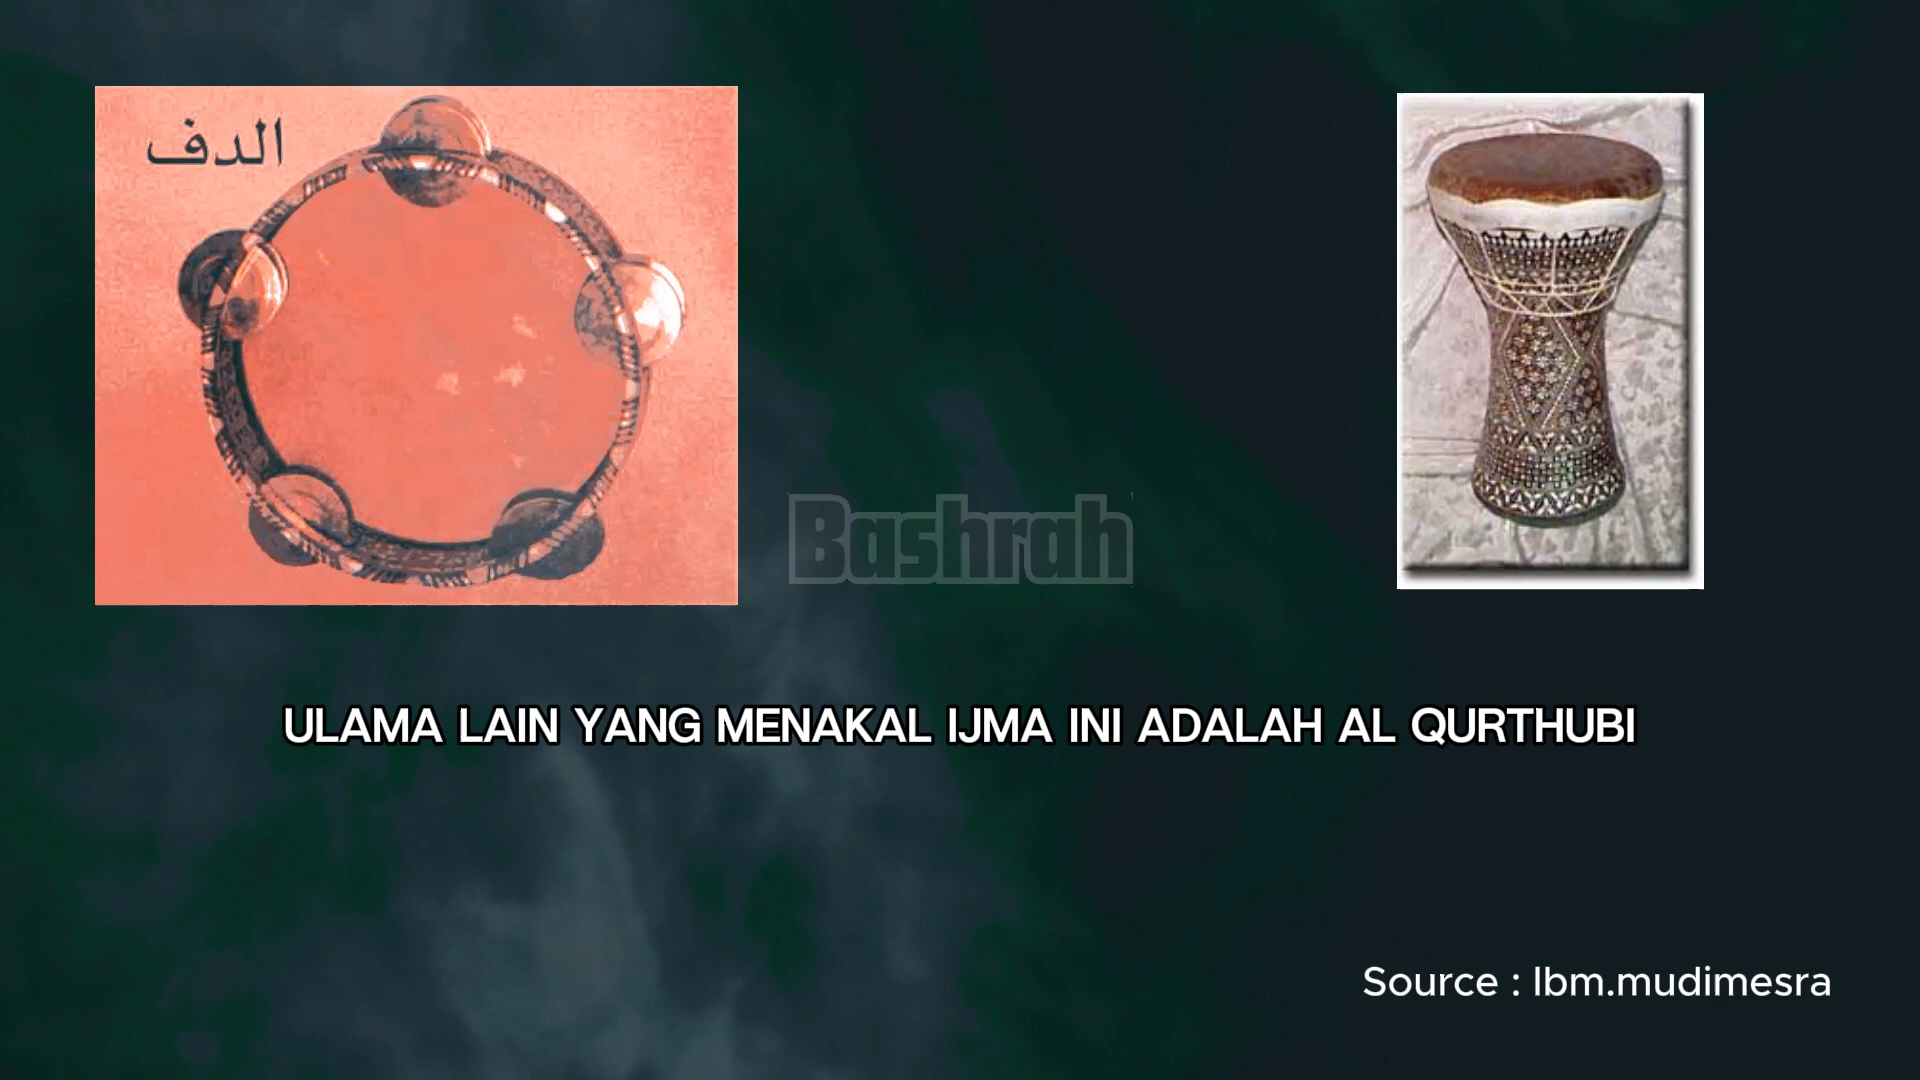 الدف
Bashrah
ULAMA LAIN YANG MENAKAL IJMA INI ADALAH AL QURTHUBI
Source : lbm.mudimesra